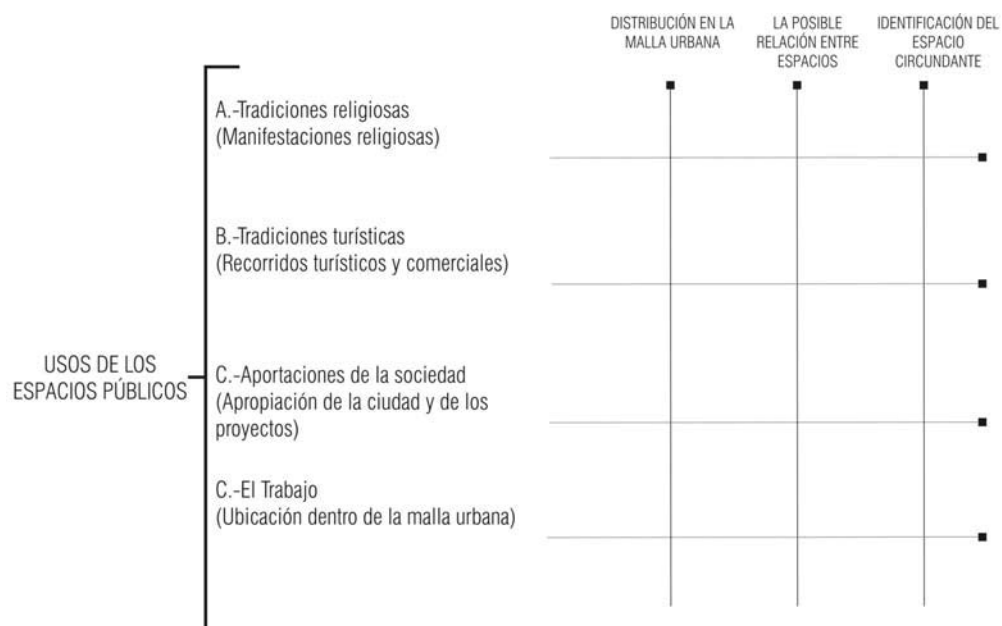 DISTRIBUCIÓN EN LA
MALLA URBANA
LA POSIBLE
RELACIÓN ENTRE
ESPACIOS
IDENTIFICACIÓN DEL
ESPACIO
CIRCUNDANTE
USOS DE LOS
ESPACIOS PÚBLICOS
A.-Tradiciones religiosas
(Manifestaciones religiosas)
B.-Tradiciones turísticas
(Recorridos turísticos y comerciales)
C.-Aportaciones de la sociedad
(Apropiación de la ciudad y de los
proyectos)
C.-El Trabajo
(Ubicación dentro de la malla urbana)